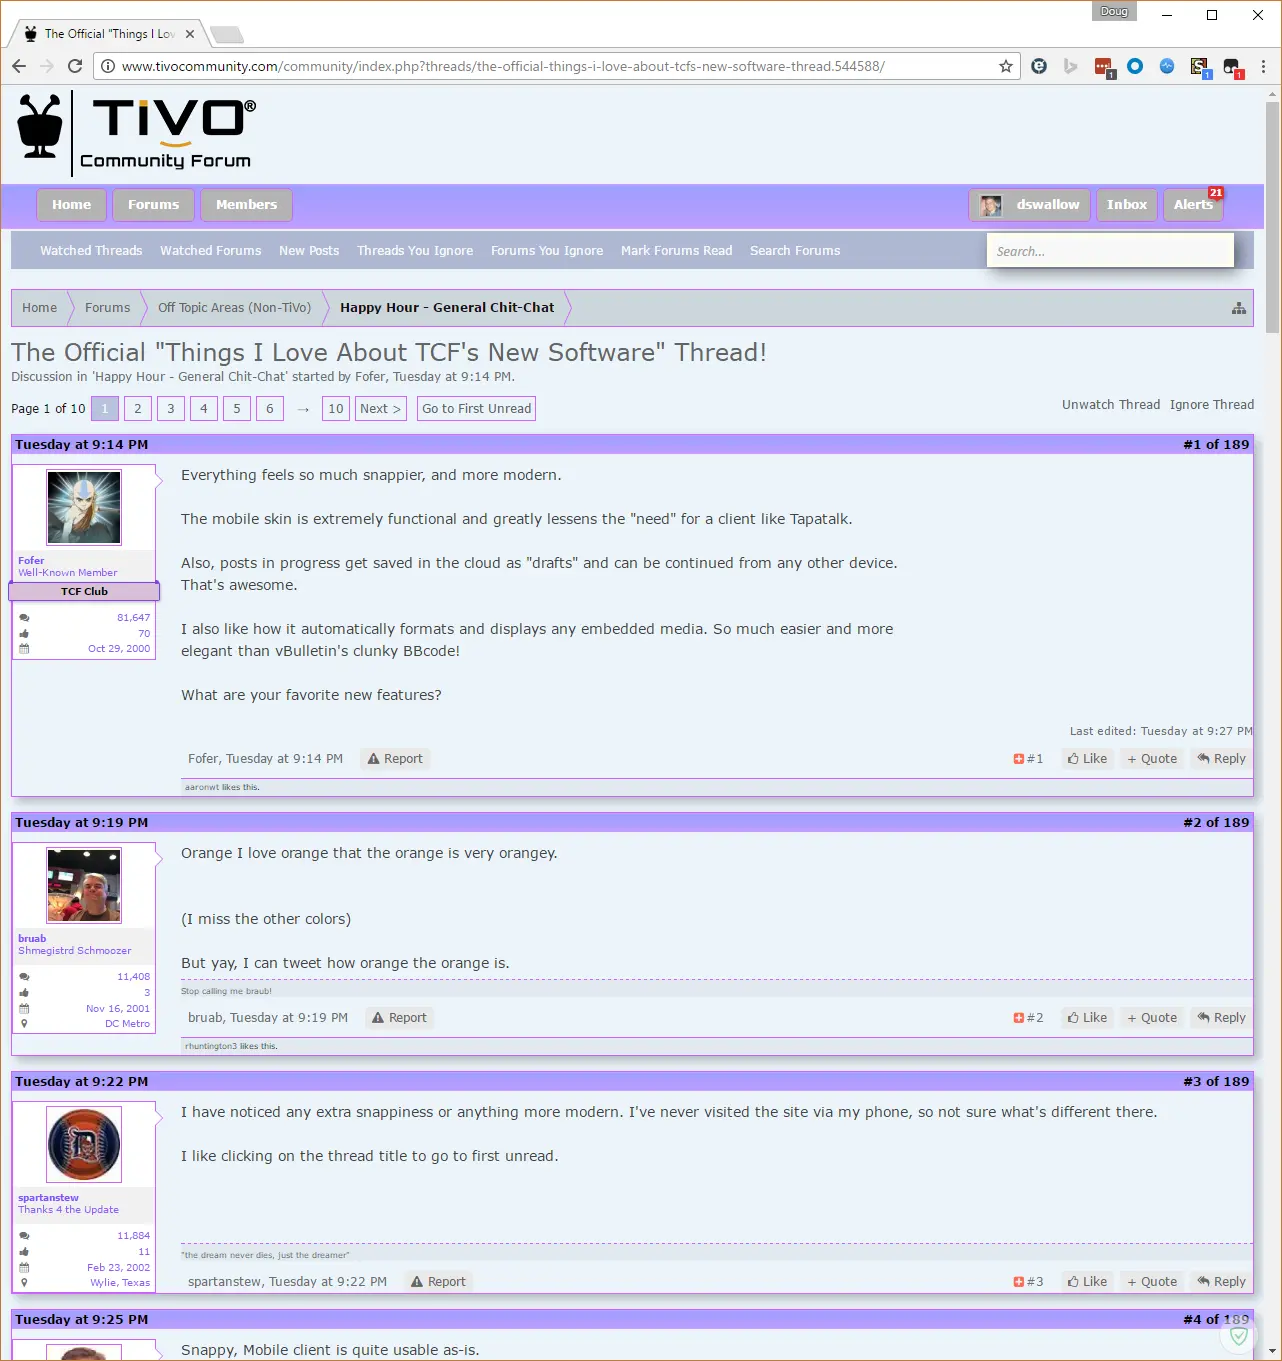 Doug
The Official "Things I Lov
www.tivocommunity.com/community/index.php?threads/the-official-things-i-love-about-tcfs-new-software-thread.544588/
1 1 1
TiVo®
Community Forum
Home Forums Members dswallow Inbox Alerts 21
Watched Threads Watched Forums New Posts Threads You Ignore Forums You Ignore Mark Forums Read Search Forums Search...
Home Forums Off Topic Areas (Non-TiVo) Happy Hour - General Chit-Chat
The Official "Things I Love About TCF's New Software" Thread!
Discussion in 'Happy Hour - General Chit-Chat' started by Fofer, Tuesday at 9:14 PM.
Page 1 of 10 1 2 3 4 5 6 → 10 Next > Go to First Unread Unwatch Thread Ignore Thread
Tuesday at 9:14 PM #1 of 189
Everything feels so much snappier, and more modern.
The mobile skin is extremely functional and greatly lessens the "need" for a client like Tapatalk.
Also, posts in progress get saved in the cloud as "drafts" and can be continued from any other device.
That's awesome.
I also like how it automatically formats and displays any embedded media. So much easier and more
elegant than vBulletin's clunky BBcode!
What are your favorite new features?
Fofer
Well-Known Member
TCF Club
81,647
70
Oct 29, 2000
Last edited: Tuesday at 9:27 PM
Fofer, Tuesday at 9:14 PM Report #1 Like + Quote Reply
aaronwt likes this.
Tuesday at 9:19 PM #2 of 189
Orange I love orange that the orange is very orangey.
(I miss the other colors)
But yay, I can tweet how orange the orange is.
bruab
Shmegistrd Schmoozer
11,408
3
Nov 16, 2001
DC Metro
Stop calling me braub!
bruab, Tuesday at 9:19 PM Report #2 Like + Quote Reply
rhuntington3 likes this.
Tuesday at 9:22 PM #3 of 189
I have noticed any extra snappiness or anything more modern. I've never visited the site via my phone, so not sure what's different there.
I like clicking on the thread title to go to first unread.
spartanstew
Thanks 4 the Update
11,884
11
Feb 23, 2002
Wylie, Texas
"the dream never dies, just the dreamer"
spartanstew, Tuesday at 9:22 PM Report #3 Like + Quote Reply
Tuesday at 9:25 PM #4 of 189
Snappy, Mobile client is quite usable as-is.